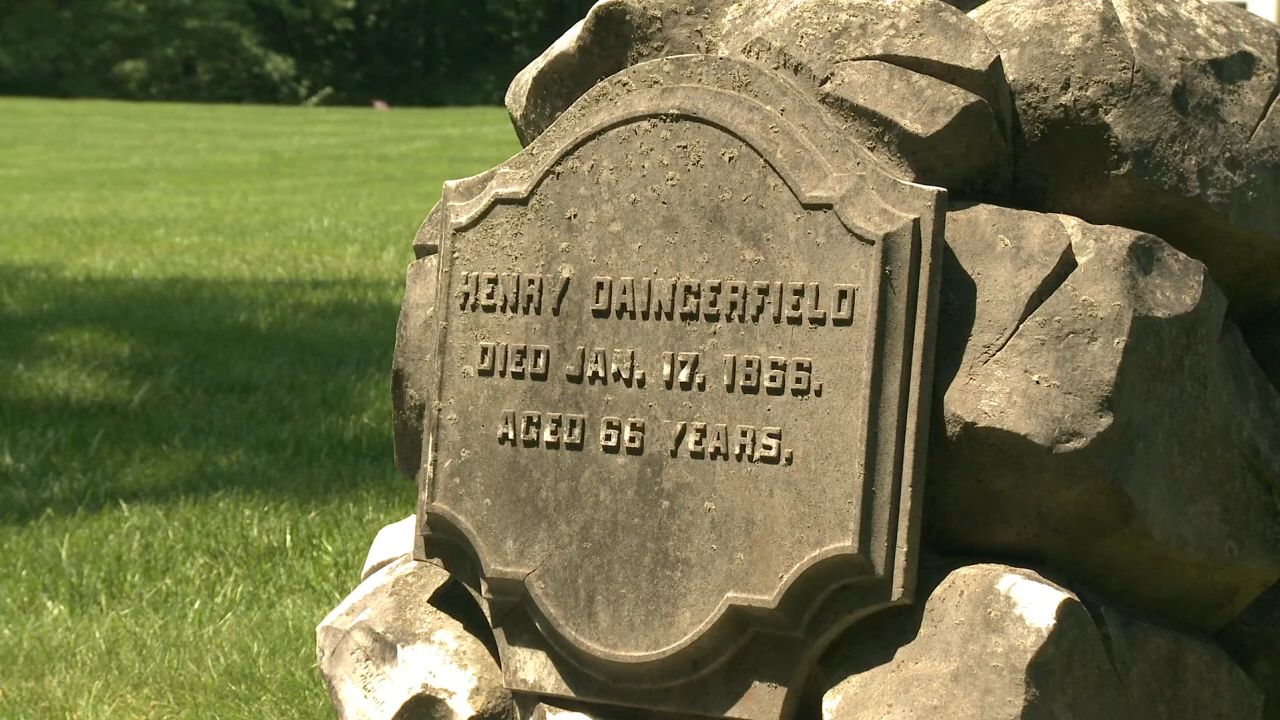 HENRY DAINGERFIELD
DIED JAN. 17. 1866.
AGED 66 YEARS.